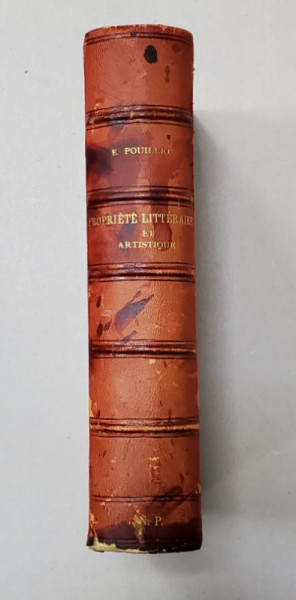 E. POUILLET
PROPRIÉTÉ LITTÉRAIRE
ET
ARTISTIQUE
N. P.